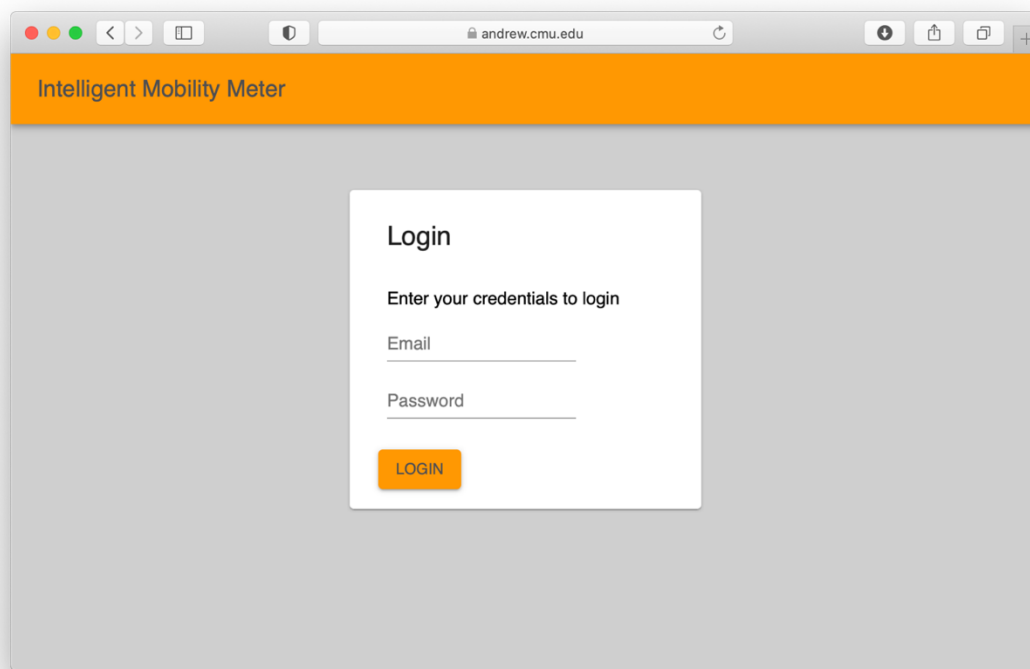 andrew.cmu.edu
Intelligent Mobility Meter
Login
Enter your credentials to login
Email
Password
LOGIN